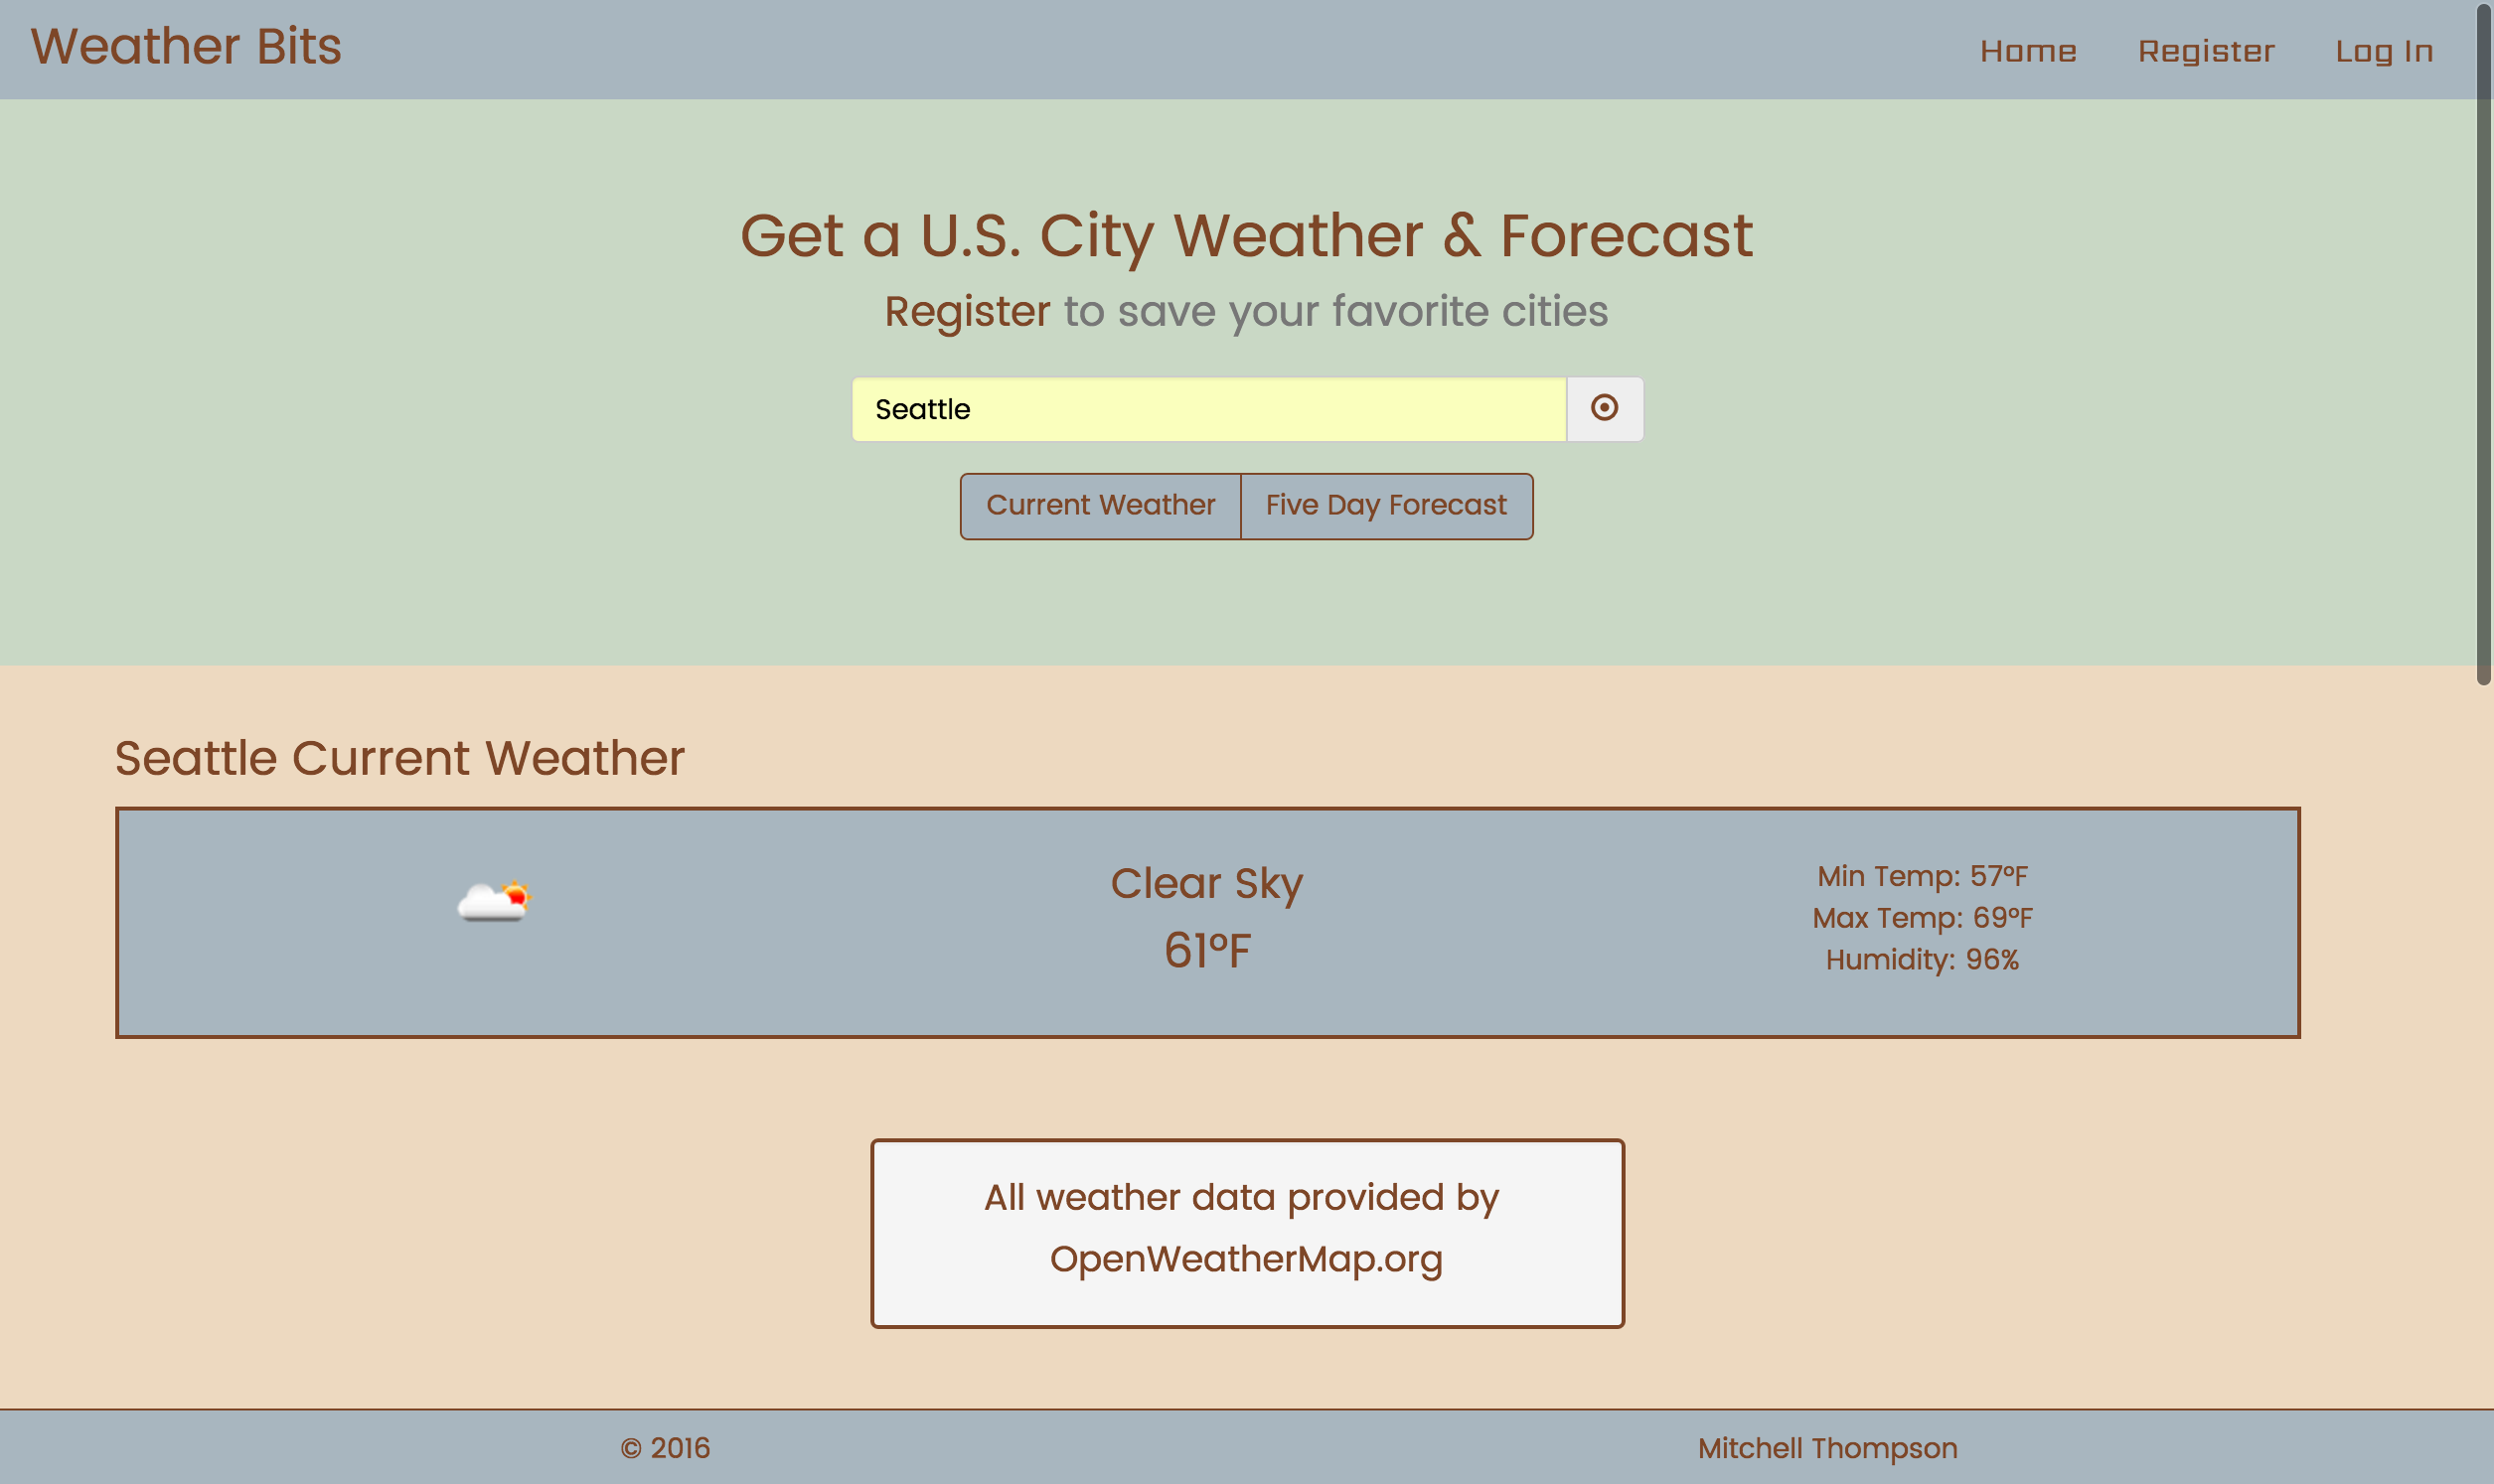 Weather Bits
Home Register Log In
Get a U.S. City Weather & Forecast
Register to save your favorite cities
Seattle
Current Weather Five Day Forecast
Seattle Current Weather
Clear Sky
61°F
Min Temp: 57°F
Max Temp: 69°F
Humidity: 96%
All weather data provided by
OpenWeatherMap.org
© 2016 Mitchell Thompson